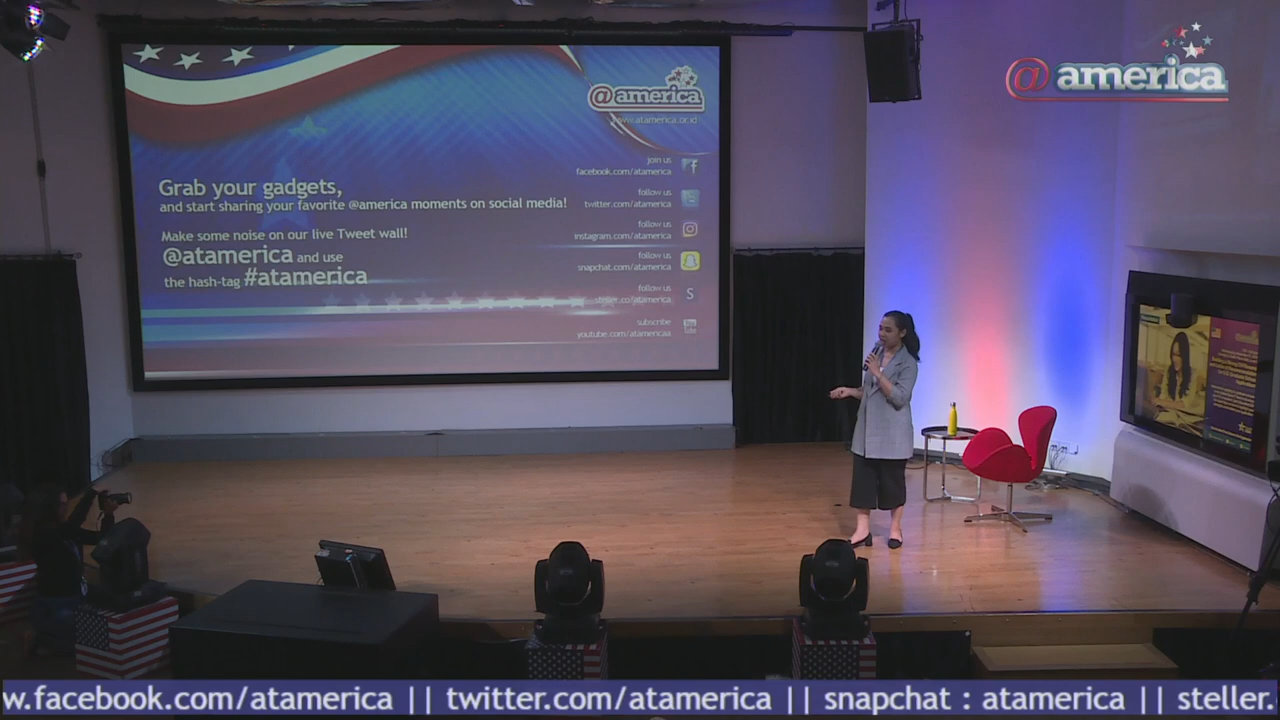 @america
@america
www.atamerica.or.id
Grab your gadgets,
and start sharing your favorite @america moments on social media!
Make some noise on our live Tweet wall!
@atamerica and use
the hash-tag #atamerica
join us
facebook.com/atamerica
follow us
twitter.com/atamerica
follow us
instagram.com/atamerica
follow us
snapchat.com/atamerica
follow us
steller.co/atamerica
S
subscribe
youtube.com/atamericaa
w.facebook.com/atamerica || twitter.com/atamerica || snapchat : atamerica || steller.